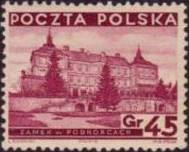 POCZTA POLSKA
Gr 45
ZAMEK w PODHORCACH